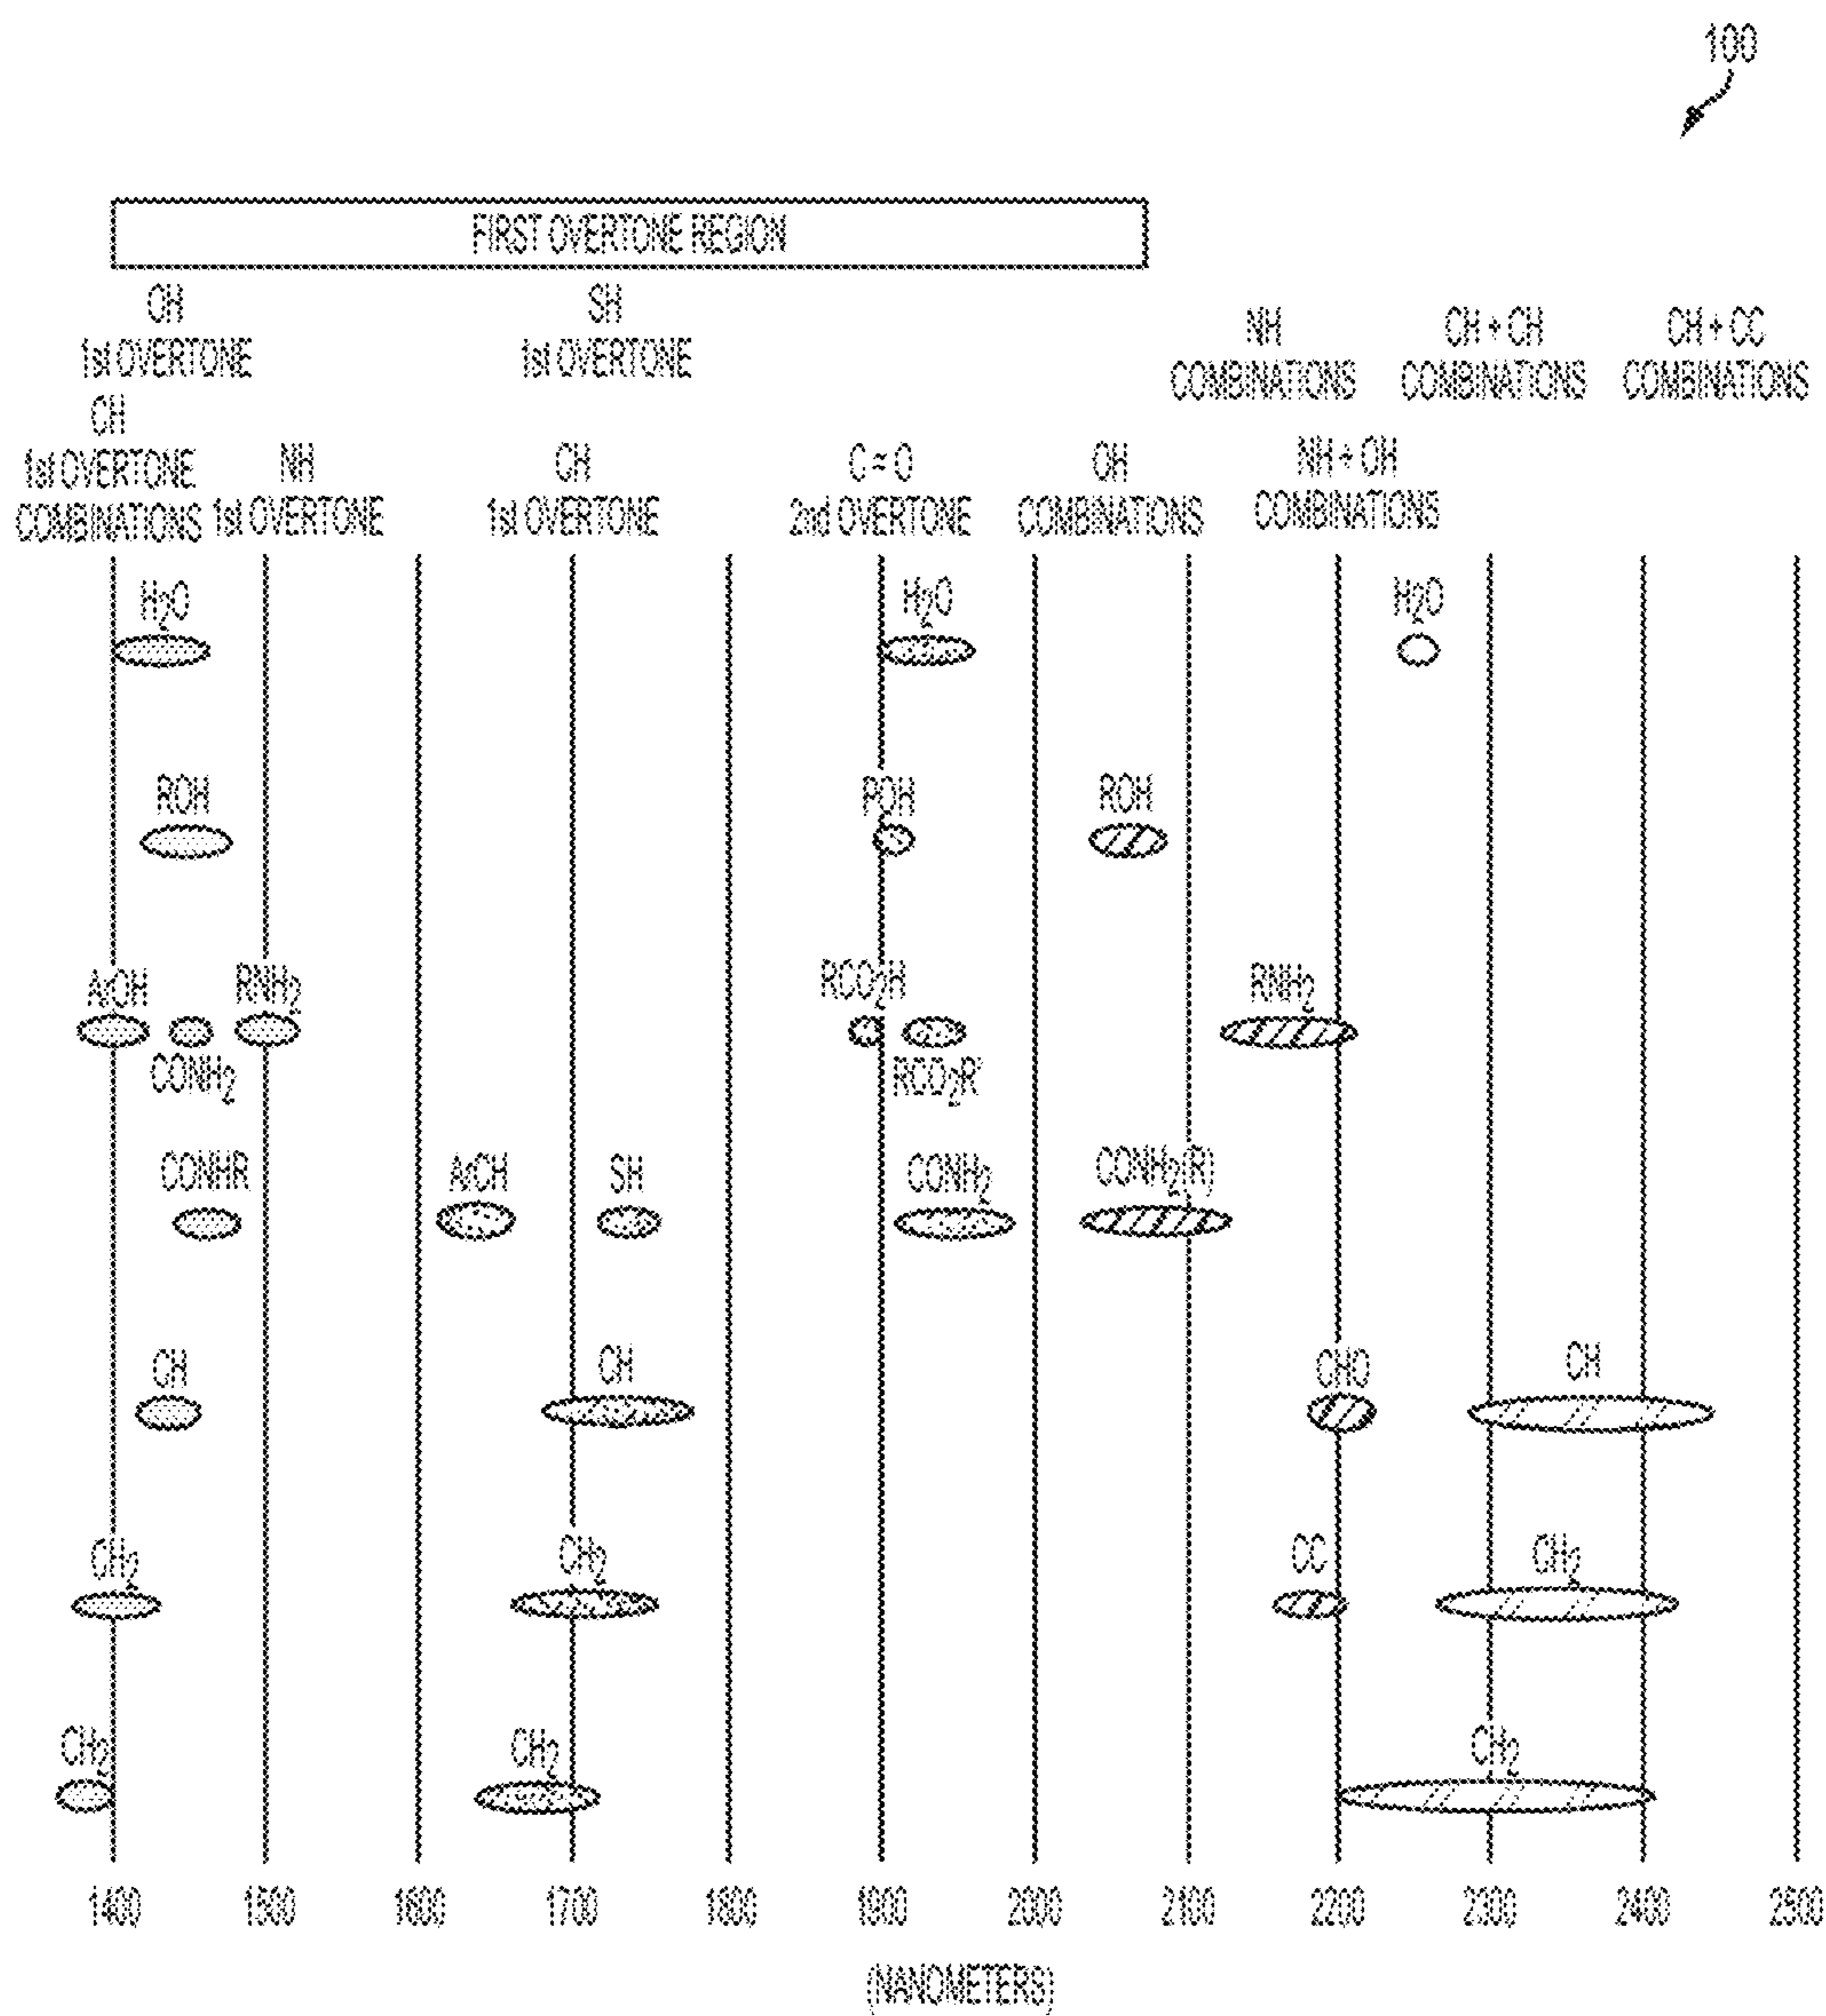 100
FIRST OVERTONE REGION
OH
1st OVERTONE
SH
1st OVERTONE
NH
COMBINATIONS
CH + CH
COMBINATIONS
CH + CC
COMBINATIONS
CH
1st OVERTONE
COMBINATIONS
NH
1st OVERTONE
CH
1st OVERTONE
C = O
2nd OVERTONE
OH
COMBINATIONS
NH + OH
COMBINATIONS
H2O H2O H2O
ROH POH ROH
ArOH RNH2 RCO2H RNH2
CONH2 RCO2R'
CONHR ArCH SH CONH2 CONH2(R)
CH CH CHO CH
CH2 CH2 CC CH2
CH2 CH2 CH2
1400 1500 1600 1700 1800 1900 2000 2100 2200 2300 2400 2500
(NANOMETERS)